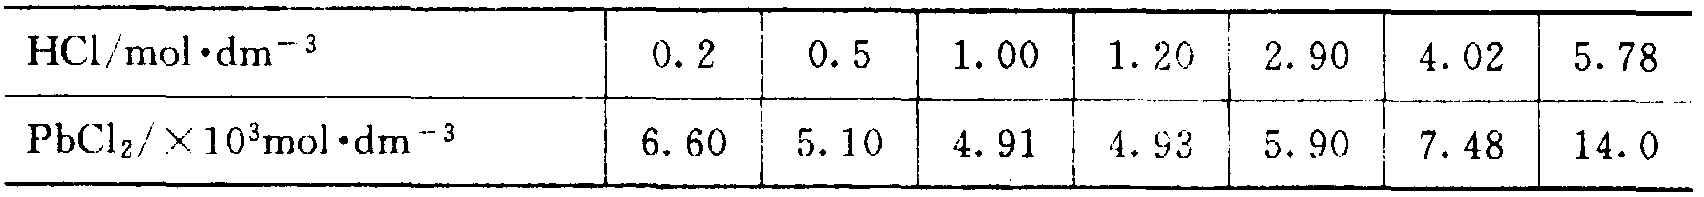 HCl/mol·dm⁻³ 0.2 0.5 1.00 1.20 2.90 4.02 5.78
PbCl₂/×10³mol·dm⁻³ 6.60 5.10 4.91 4.93 5.90 7.48 14.0